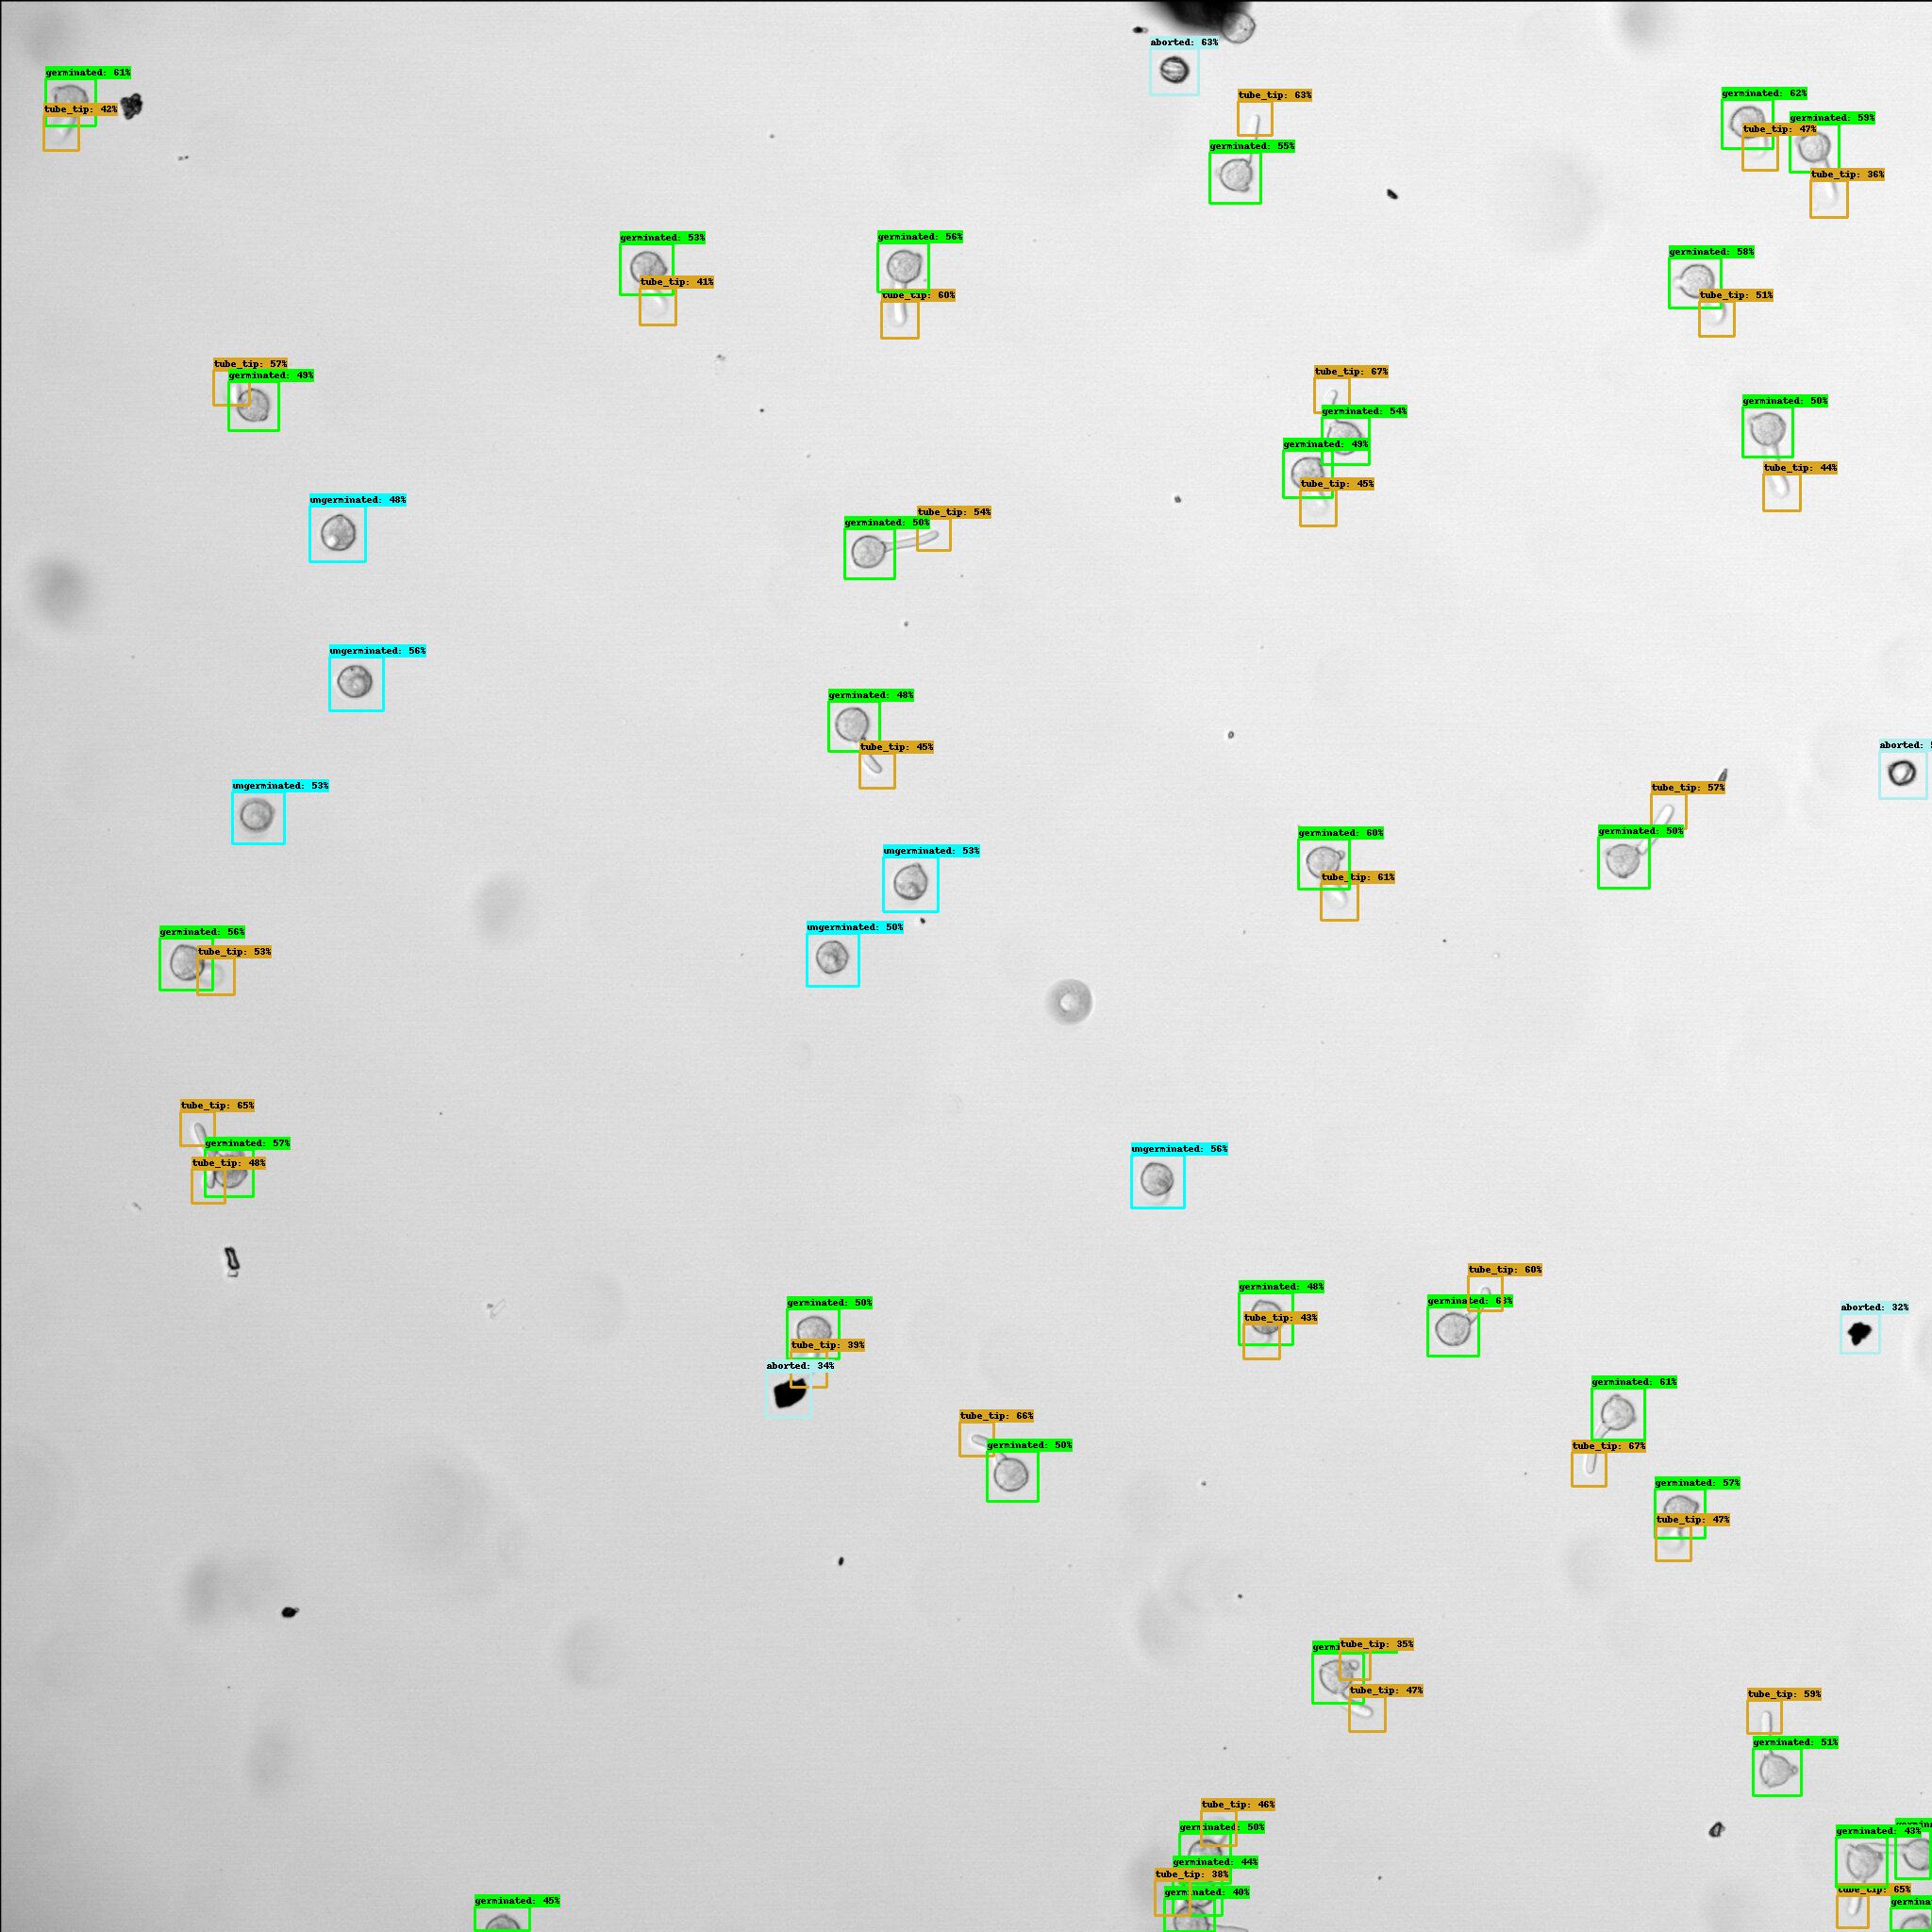 aborted: 63%
germinated: 61%
tube_tip: 42%
tube_tip: 63%
germinated: 62%
germinated: 59%
tube_tip: 47%
germinated: 55%
tube_tip: 36%
germinated: 53%
germinated: 56%
germinated: 58%
tube_tip: 41%
tube_tip: 60%
tube_tip: 51%
tube_tip: 57%
germinated: 49%
tube_tip: 67%
germinated: 54%
germinated: 50%
germinated: 49%
tube_tip: 44%
tube_tip: 45%
ungerminated: 48%
tube_tip: 54%
germinated: 50%
ungerminated: 56%
germinated: 48%
tube_tip: 45%
aborted:
ungerminated: 53%
tube_tip: 57%
germinated: 60%
germinated: 50%
ungerminated: 53%
tube_tip: 61%
ungerminated: 50%
germinated: 56%
tube_tip: 53%
tube_tip: 65%
germinated: 57%
ungerminated: 56%
tube_tip: 48%
tube_tip: 60%
germinated: 48%
germinated: 50%
aborted: 32%
tube_tip: 43%
tube_tip: 39%
aborted: 34%
germinated: 61%
tube_tip: 66%
germinated: 50%
tube_tip: 67%
germinated: 57%
tube_tip: 47%
tube_tip: 35%
tube_tip: 47%
tube_tip: 59%
germinated: 51%
tube_tip: 46%
germinated: 50%
germinated: 43%
germinated: 44%
tube_tip: 38%
tube_tip: 65%
germinated: 40%
germinated: 45%